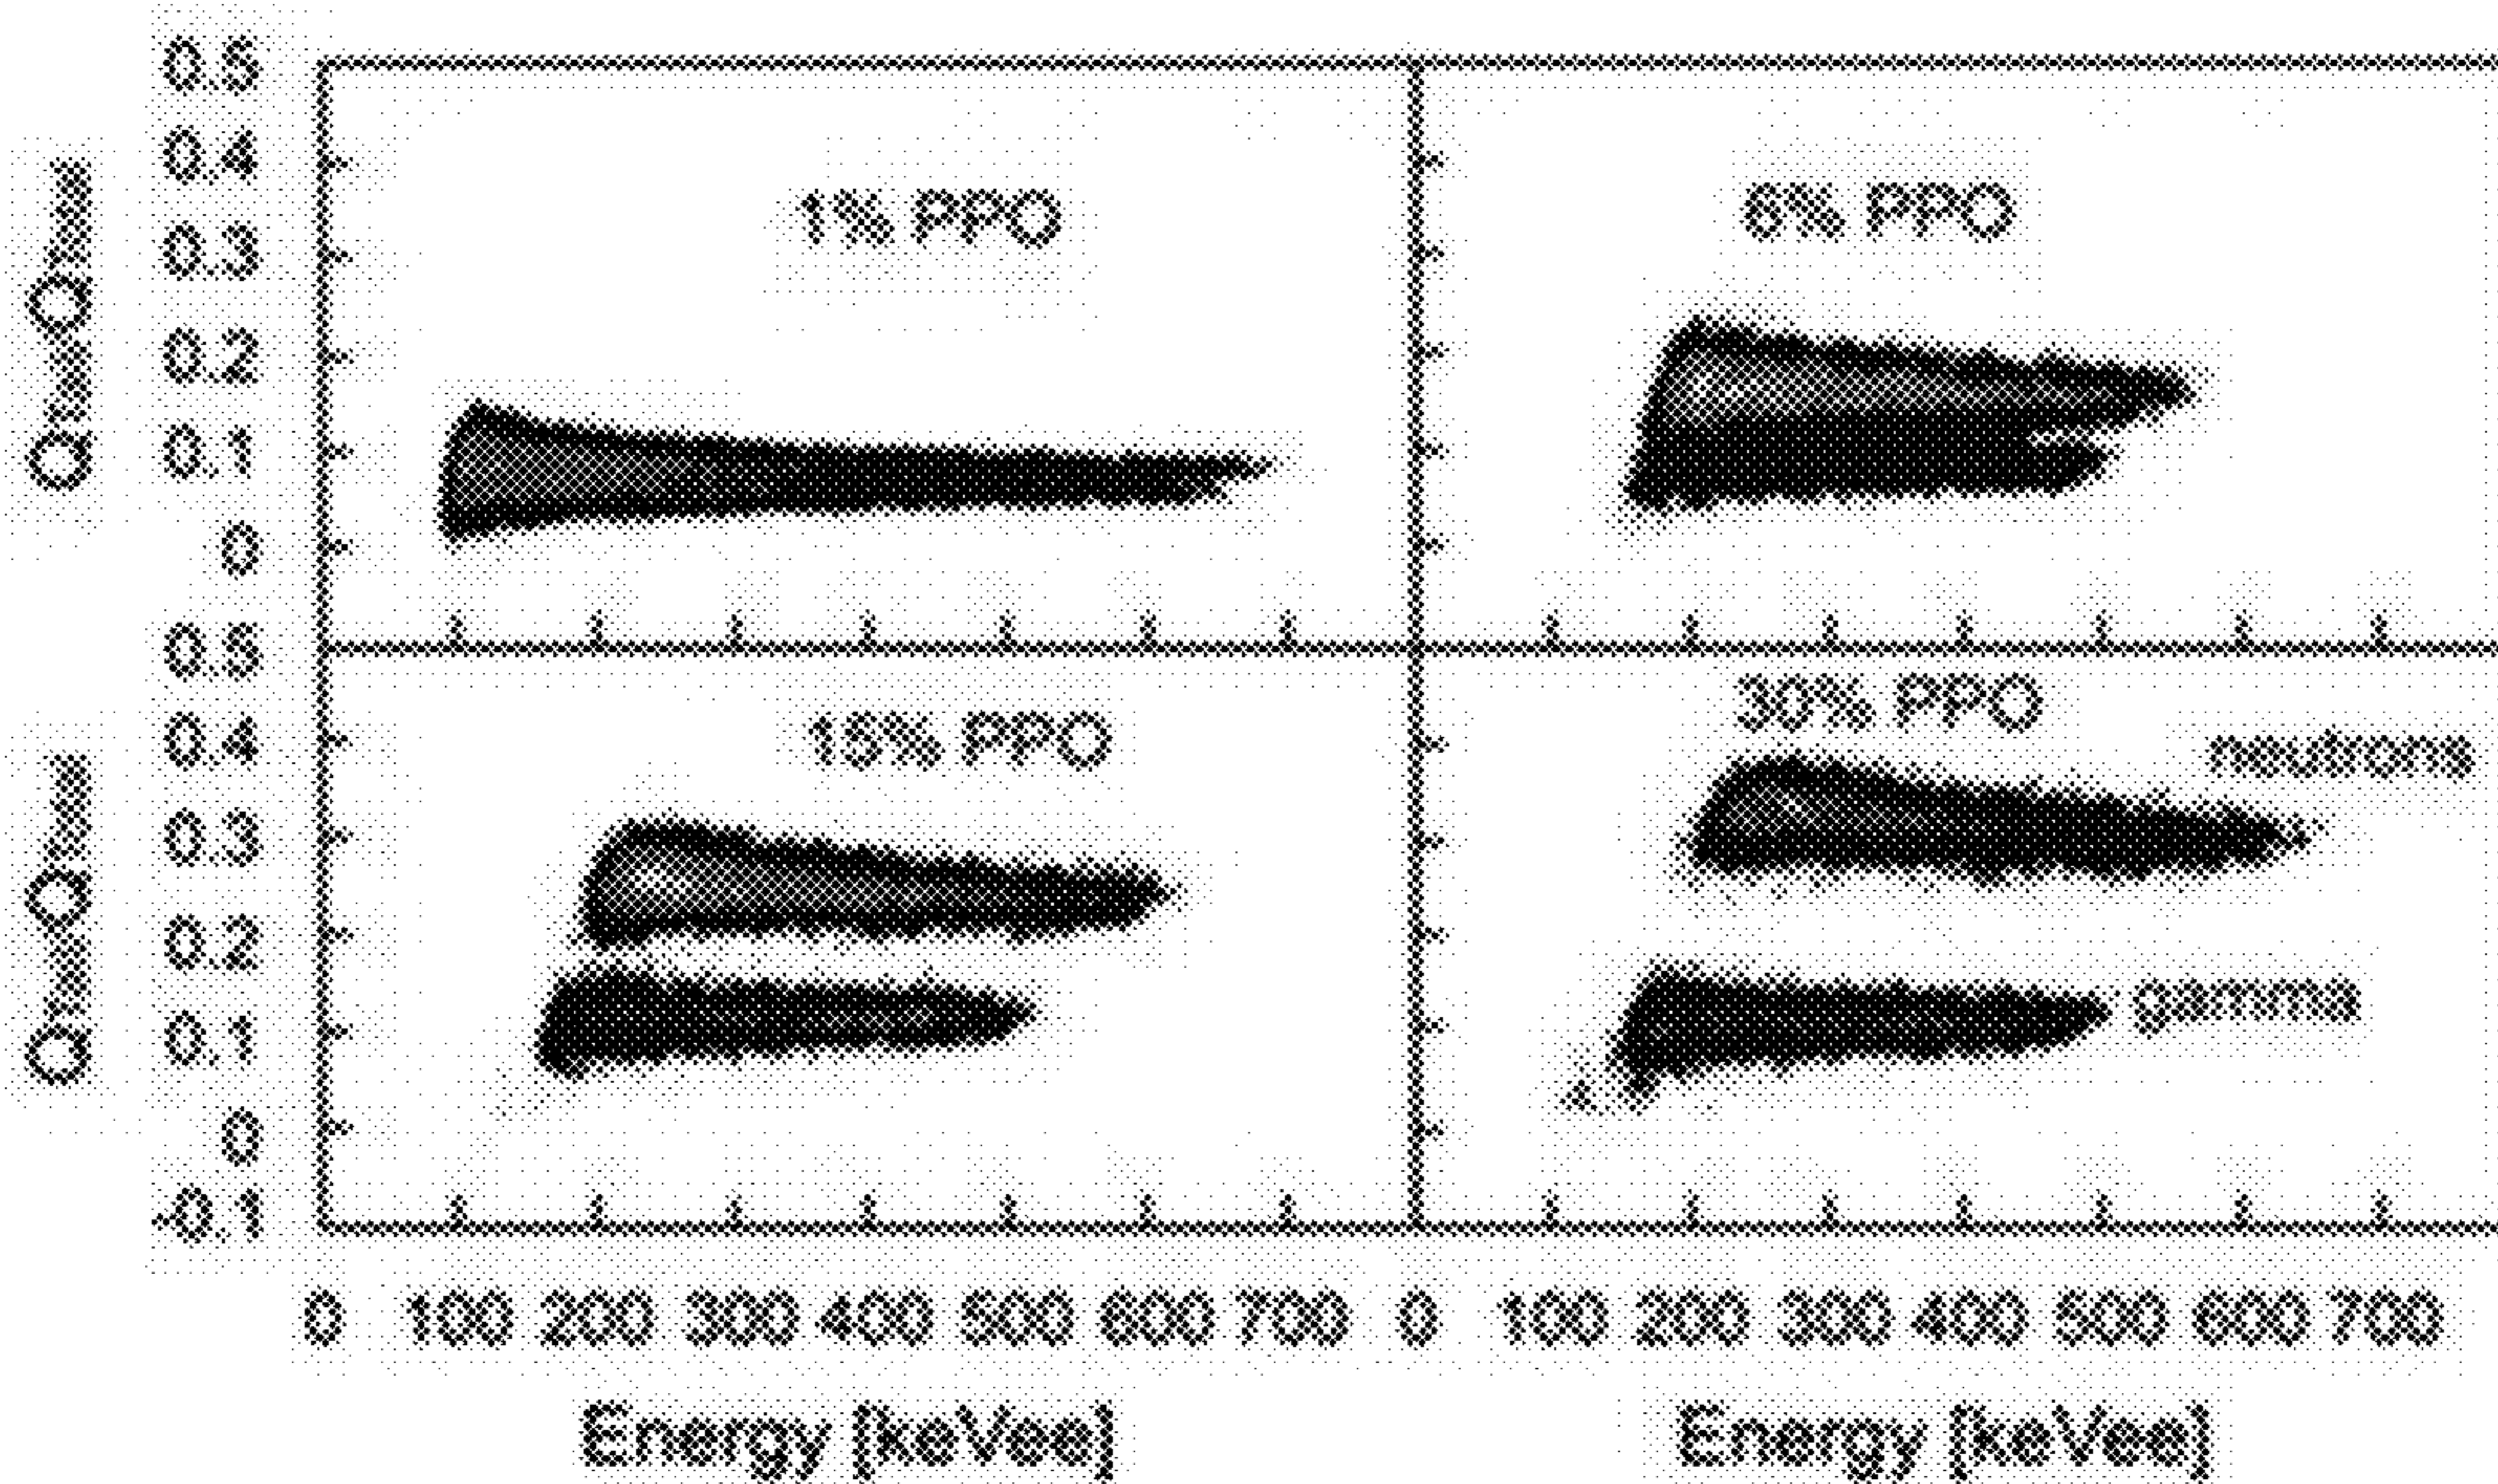 0.5
0.4
0.3
0.2
0.1
0
1% PPO
6% PPO
0.5
0.4
0.3
0.2
0.1
0
-0.1
15% PPO
30% PPO
neutrons
gamma
0 100 200 300 400 500 600 700 0 100 200 300 400 500 600 700
Energy [keVee] Energy [keVee]